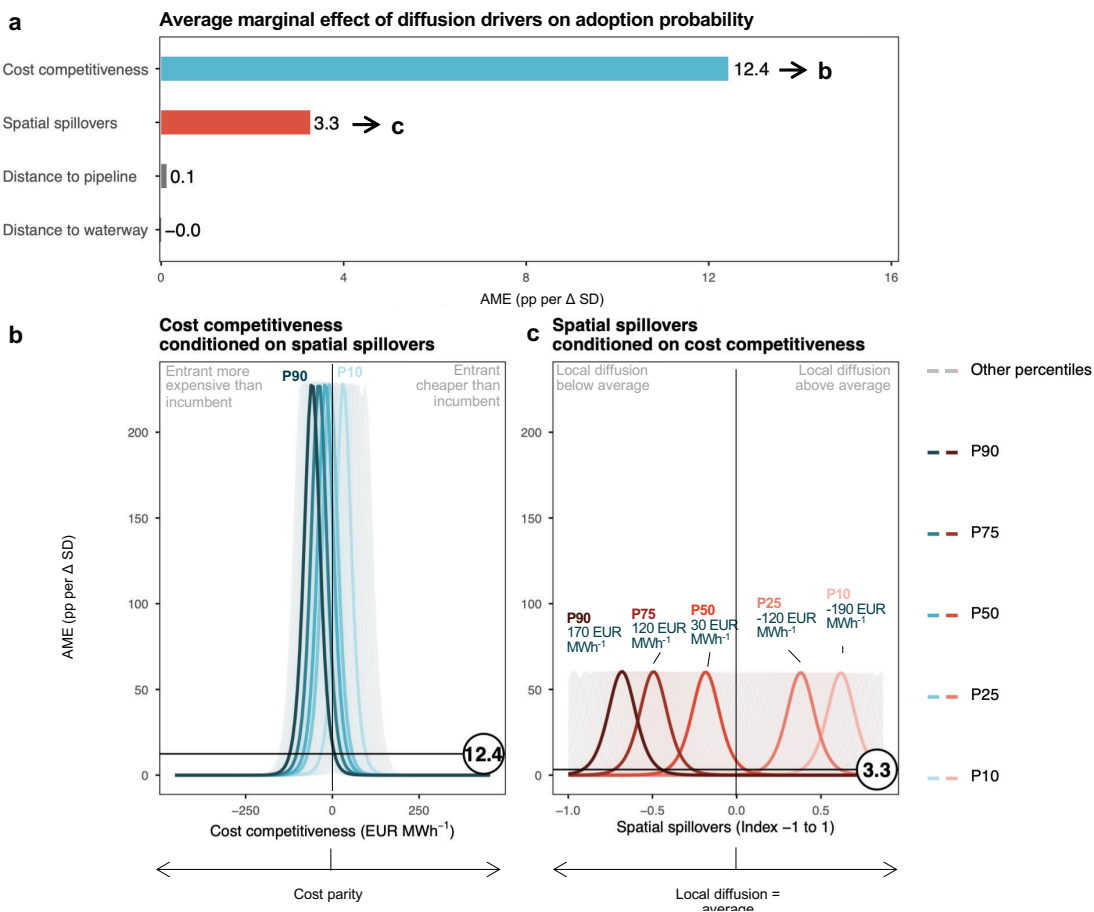 a
Average marginal effect of diffusion drivers on adoption probability
Cost competitiveness
12.4 → b
Spatial spillovers
3.3 → c
Distance to pipeline
0.1
Distance to waterway
−0.0
0 4 8 12 16
AME (pp per Δ SD)
b
Cost competitiveness
conditioned on spatial spillovers
Entrant more
expensive than
incumbent
P90
P10
Entrant
cheaper than
incumbent
200
150
100
50
0
AME (pp per Δ SD)
12.4
−250 0 250
Cost competitiveness (EUR MWh⁻¹)
Cost parity
c
Spatial spillovers
conditioned on cost competitiveness
Local diffusion
below average
Local diffusion
above average
200
150
100
50
0
P90
170 EUR
MWh⁻¹
P75
120 EUR
MWh⁻¹
P50
30 EUR
MWh⁻¹
P25
-120 EUR
MWh⁻¹
P10
-190 EUR
MWh⁻¹
3.3
−1.0 −0.5 0.0 0.5
Spatial spillovers (Index −1 to 1)
Local diffusion =
average
Other percentiles
P90
P75
P50
P25
P10